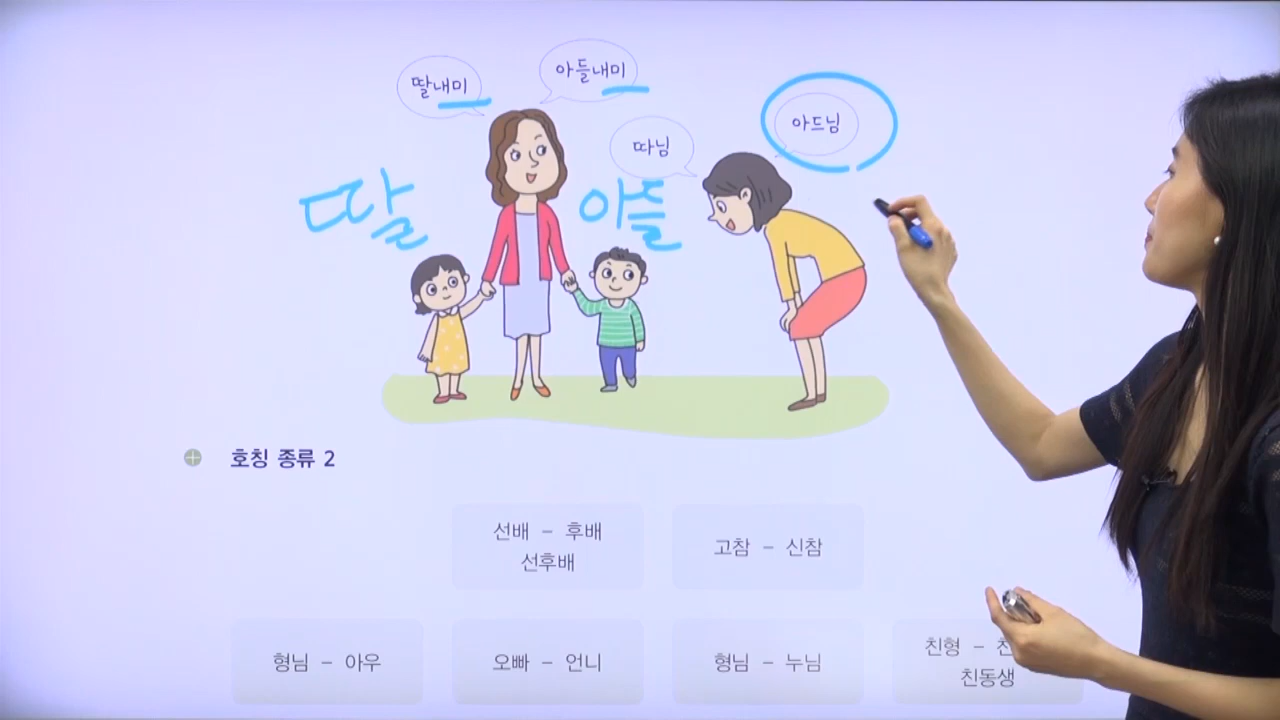 딸내미
아들내미
따님
아드님
딸
아들
호칭 종류 2
선배 – 후배
선후배
고참 – 신참
형님 – 아우
오빠 – 언니
형님 – 누님
친형 –
친동생